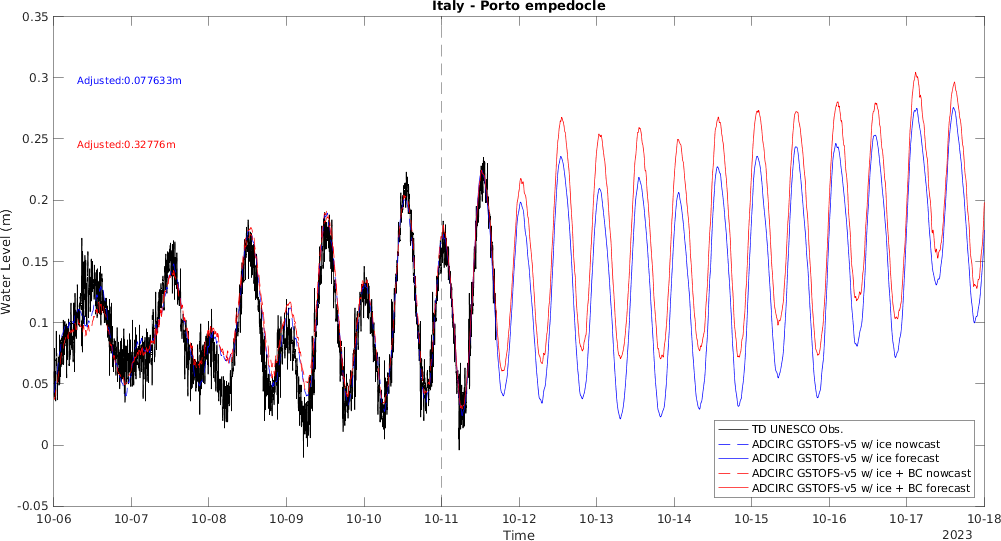 Italy - Porto empedocle
0.35
0.3
0.25
0.2
0.15
0.1
0.05
0
-0.05
Water Level (m)
Adjusted:0.077633m
Adjusted:0.32776m
TD UNESCO Obs.
ADCIRC GSTOFS-v5 w/ ice nowcast
ADCIRC GSTOFS-v5 w/ ice forecast
ADCIRC GSTOFS-v5 w/ ice + BC nowcast
ADCIRC GSTOFS-v5 w/ ice + BC forecast
10-06 10-07 10-08 10-09 10-10 10-11 10-12 10-13 10-14 10-15 10-16 10-17 10-18
Time
2023